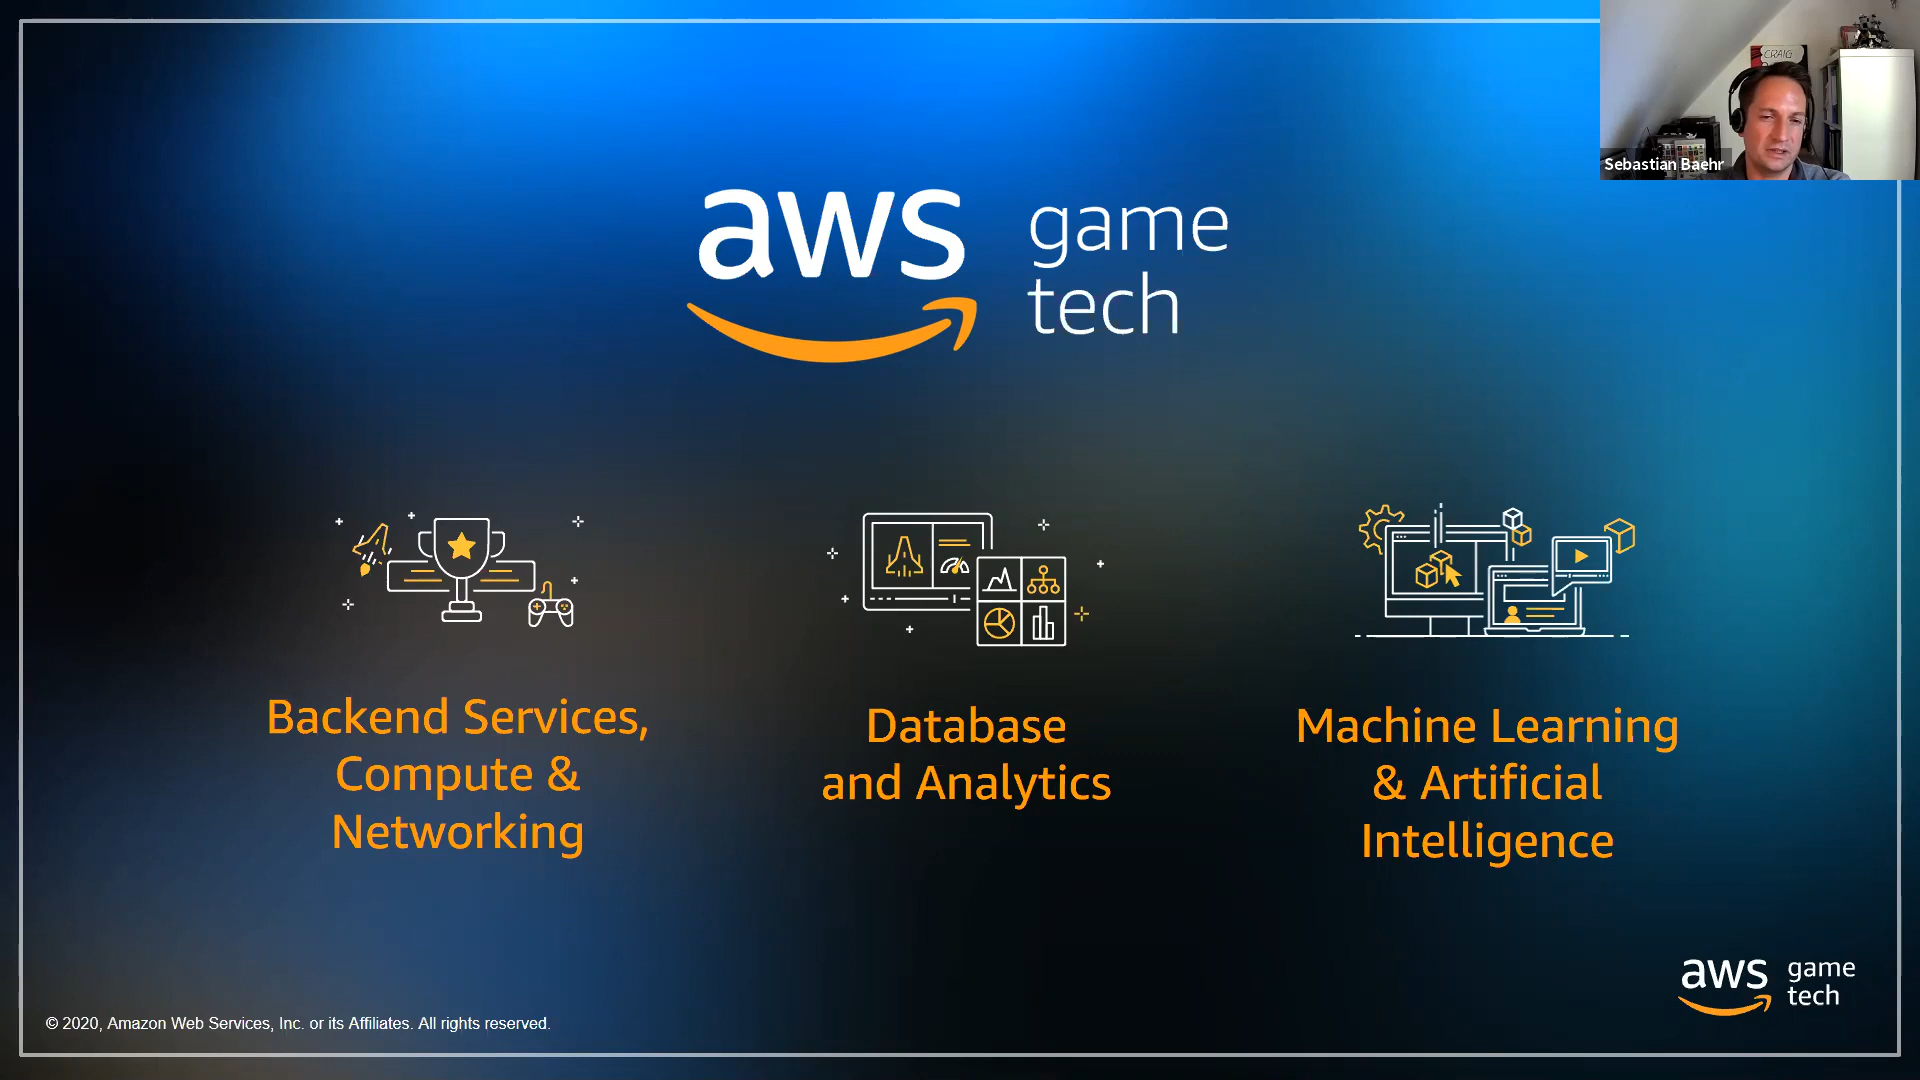 CRAIG
Sebastian Baehr
aws
game
tech
Backend Services,
Compute &
Networking
Database
and Analytics
Machine Learning
& Artificial
Intelligence
aws
game
tech
© 2020, Amazon Web Services, Inc. or its Affiliates. All rights reserved.